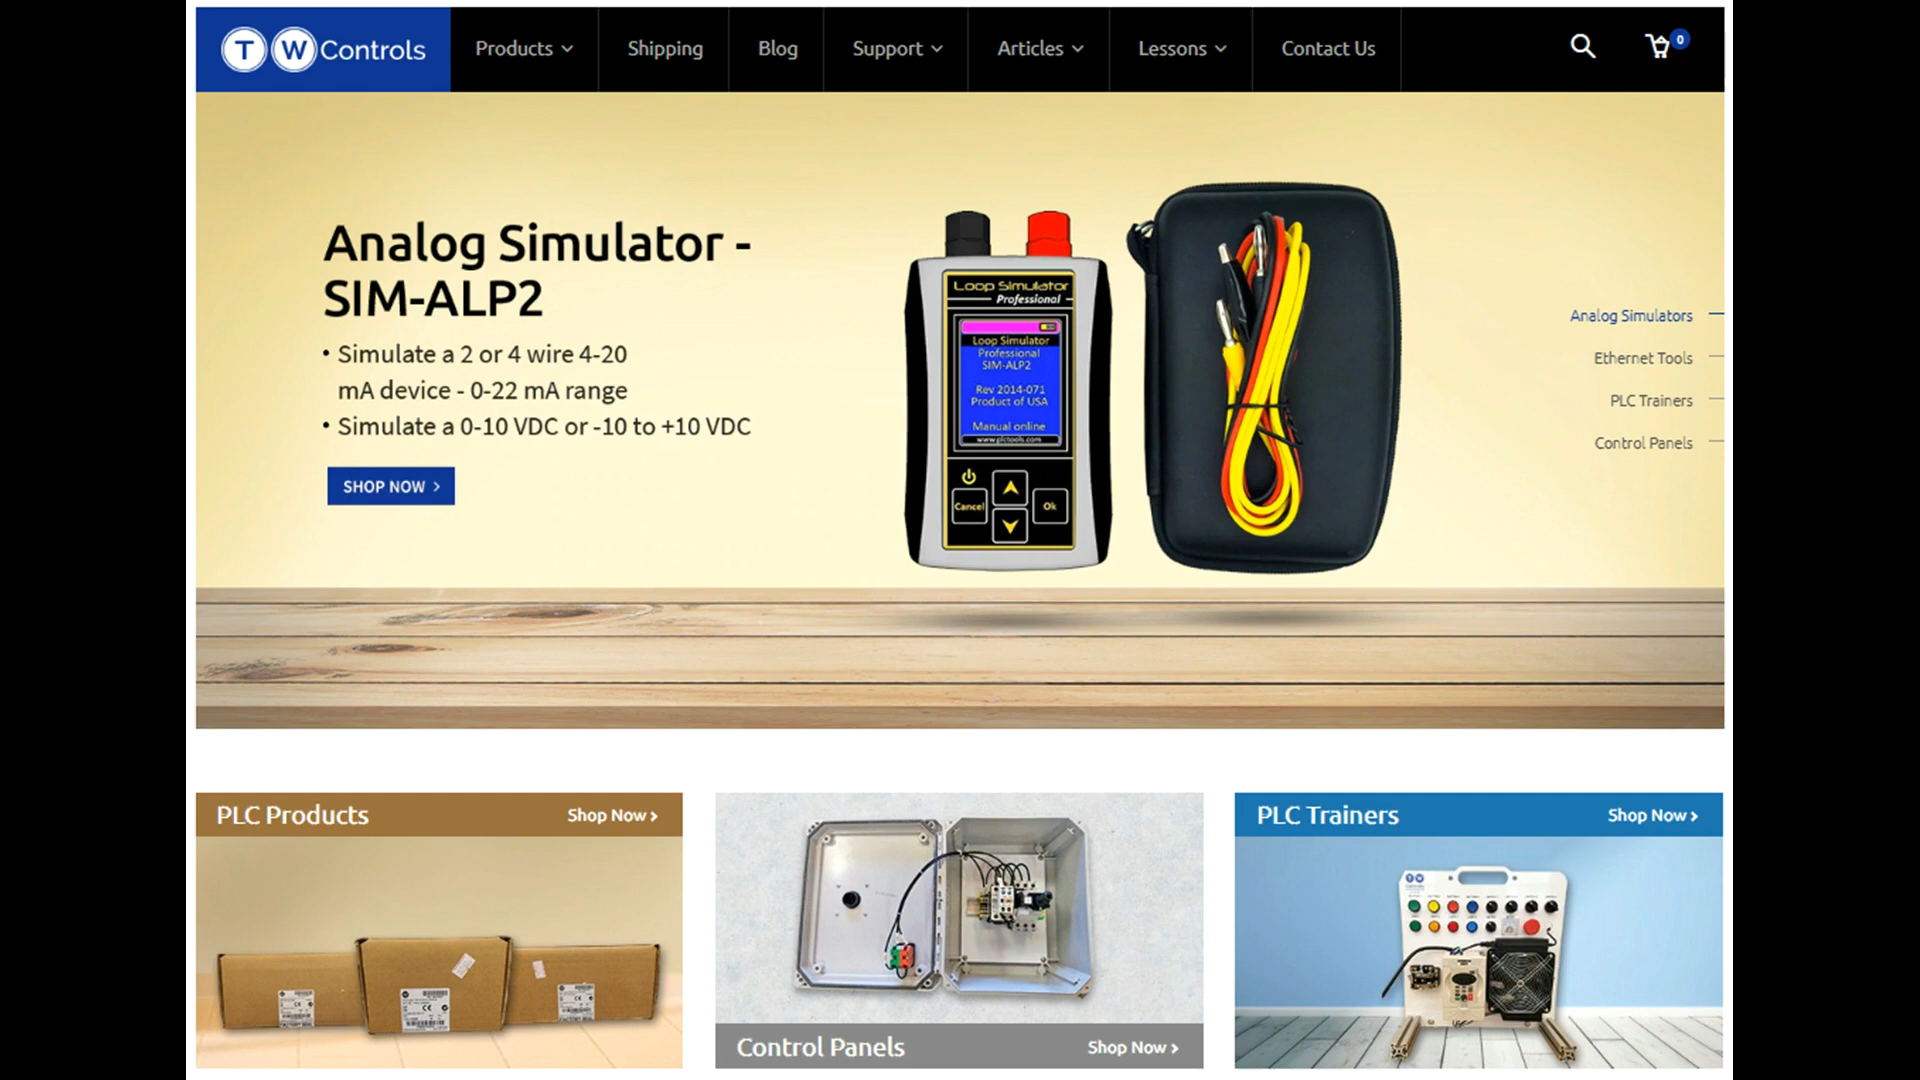 TW Controls
Products
Shipping
Blog
Support
Articles
Lessons
Contact Us
0
Analog Simulator -
SIM-ALP2
• Simulate a 2 or 4 wire 4-20
mA device - 0-22 mA range
• Simulate a 0-10 VDC or -10 to +10 VDC
SHOP NOW >
Loop Simulator
Professional
Loop Simulator
Professional
SIM-ALP2
Rev 2014-071
Product of USA
Manual online
www.plctools.com
Cancel
Ok
Analog Simulators
Ethernet Tools
PLC Trainers
Control Panels
PLC Products
Shop Now >
Control Panels
Shop Now >
PLC Trainers
Shop Now >
TW